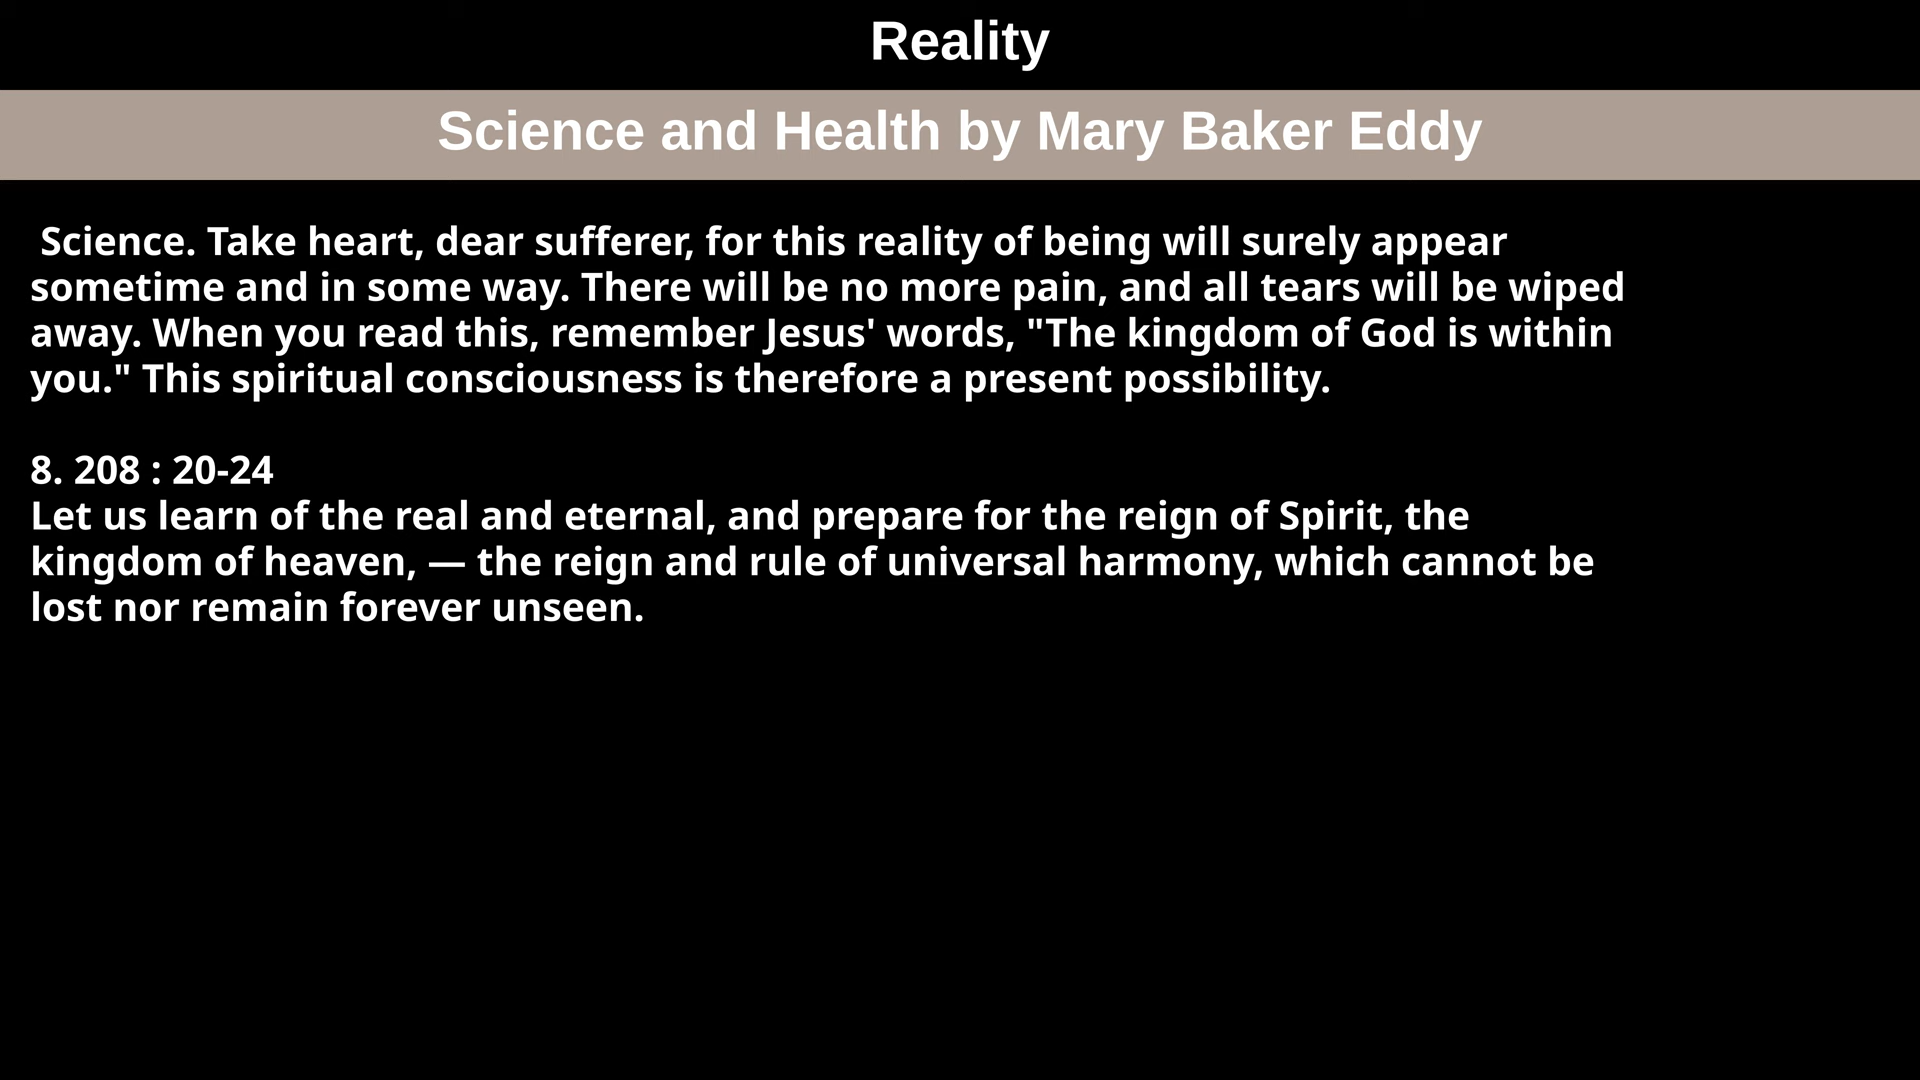 Reality
Science and Health by Mary Baker Eddy
Science. Take heart, dear sufferer, for this reality of being will surely appear
sometime and in some way. There will be no more pain, and all tears will be wiped
away. When you read this, remember Jesus' words, "The kingdom of God is within
you." This spiritual consciousness is therefore a present possibility.
8. 208 : 20-24
Let us learn of the real and eternal, and prepare for the reign of Spirit, the
kingdom of heaven, — the reign and rule of universal harmony, which cannot be
lost nor remain forever unseen.